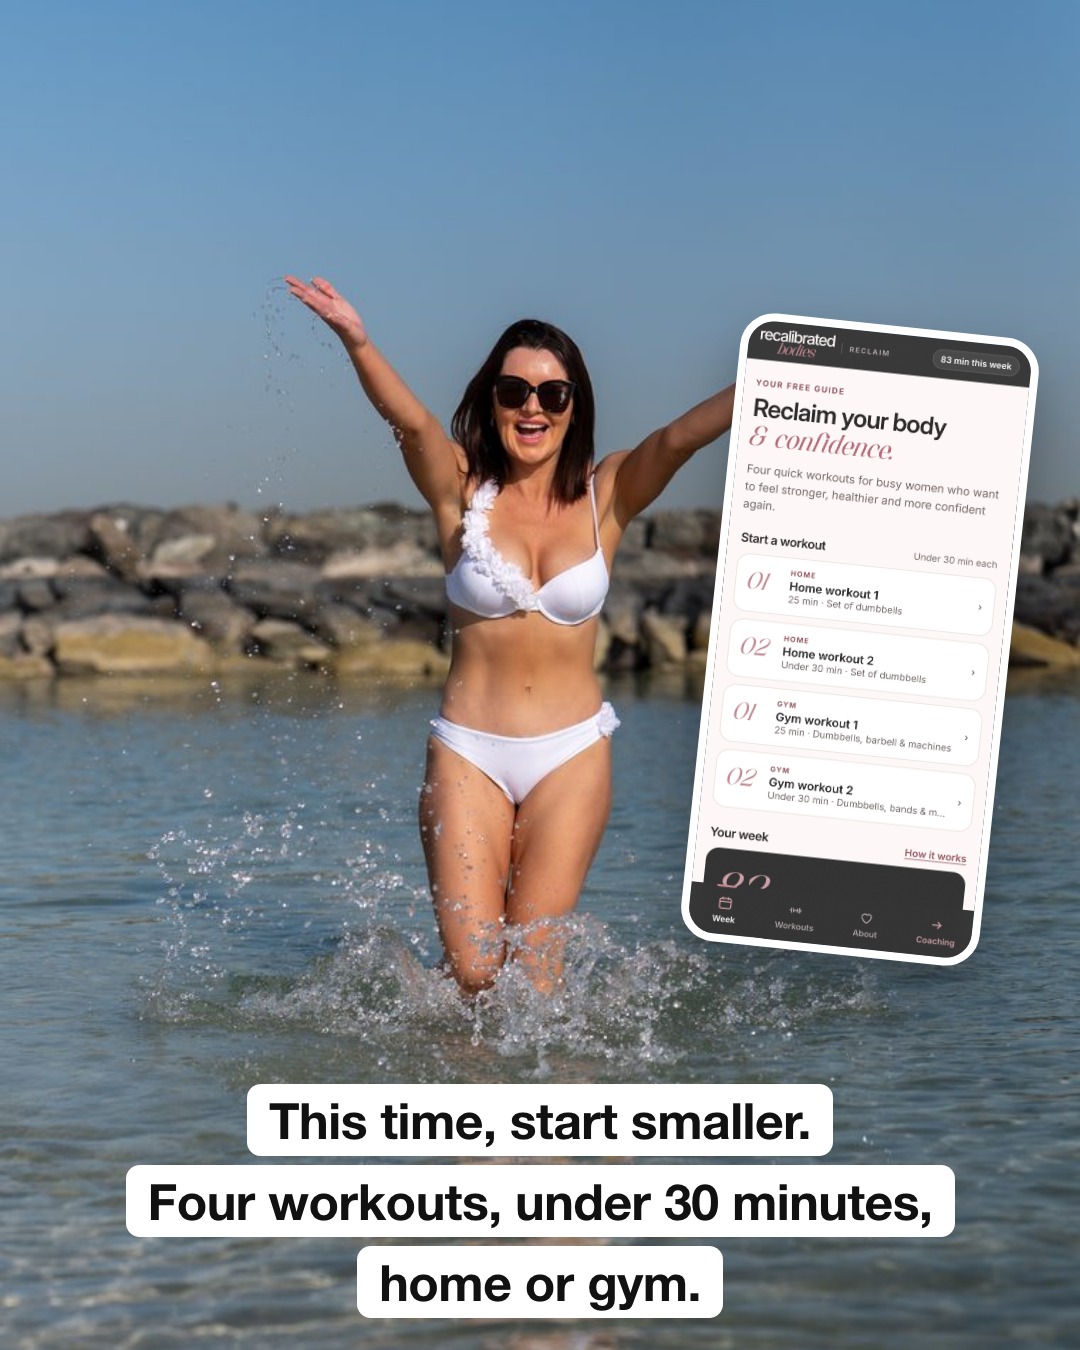 recalibrated
bodies
RECLAIM
83 min this week
YOUR FREE GUIDE
Reclaim your body
& confidence.
Four quick workouts for busy women who want
to feel stronger, healthier and more confident
again.
Start a workout
Under 30 min each
01
HOME
Home workout 1
25 min · Set of dumbbells
›
02
HOME
Home workout 2
Under 30 min · Set of dumbbells
›
01
GYM
Gym workout 1
25 min · Dumbbells, barbell & machines
›
02
GYM
Gym workout 2
Under 30 min · Dumbbells, bands & m...
›
Your week
How it works
Week
Workouts
About
Coaching
This time, start smaller.
Four workouts, under 30 minutes,
home or gym.